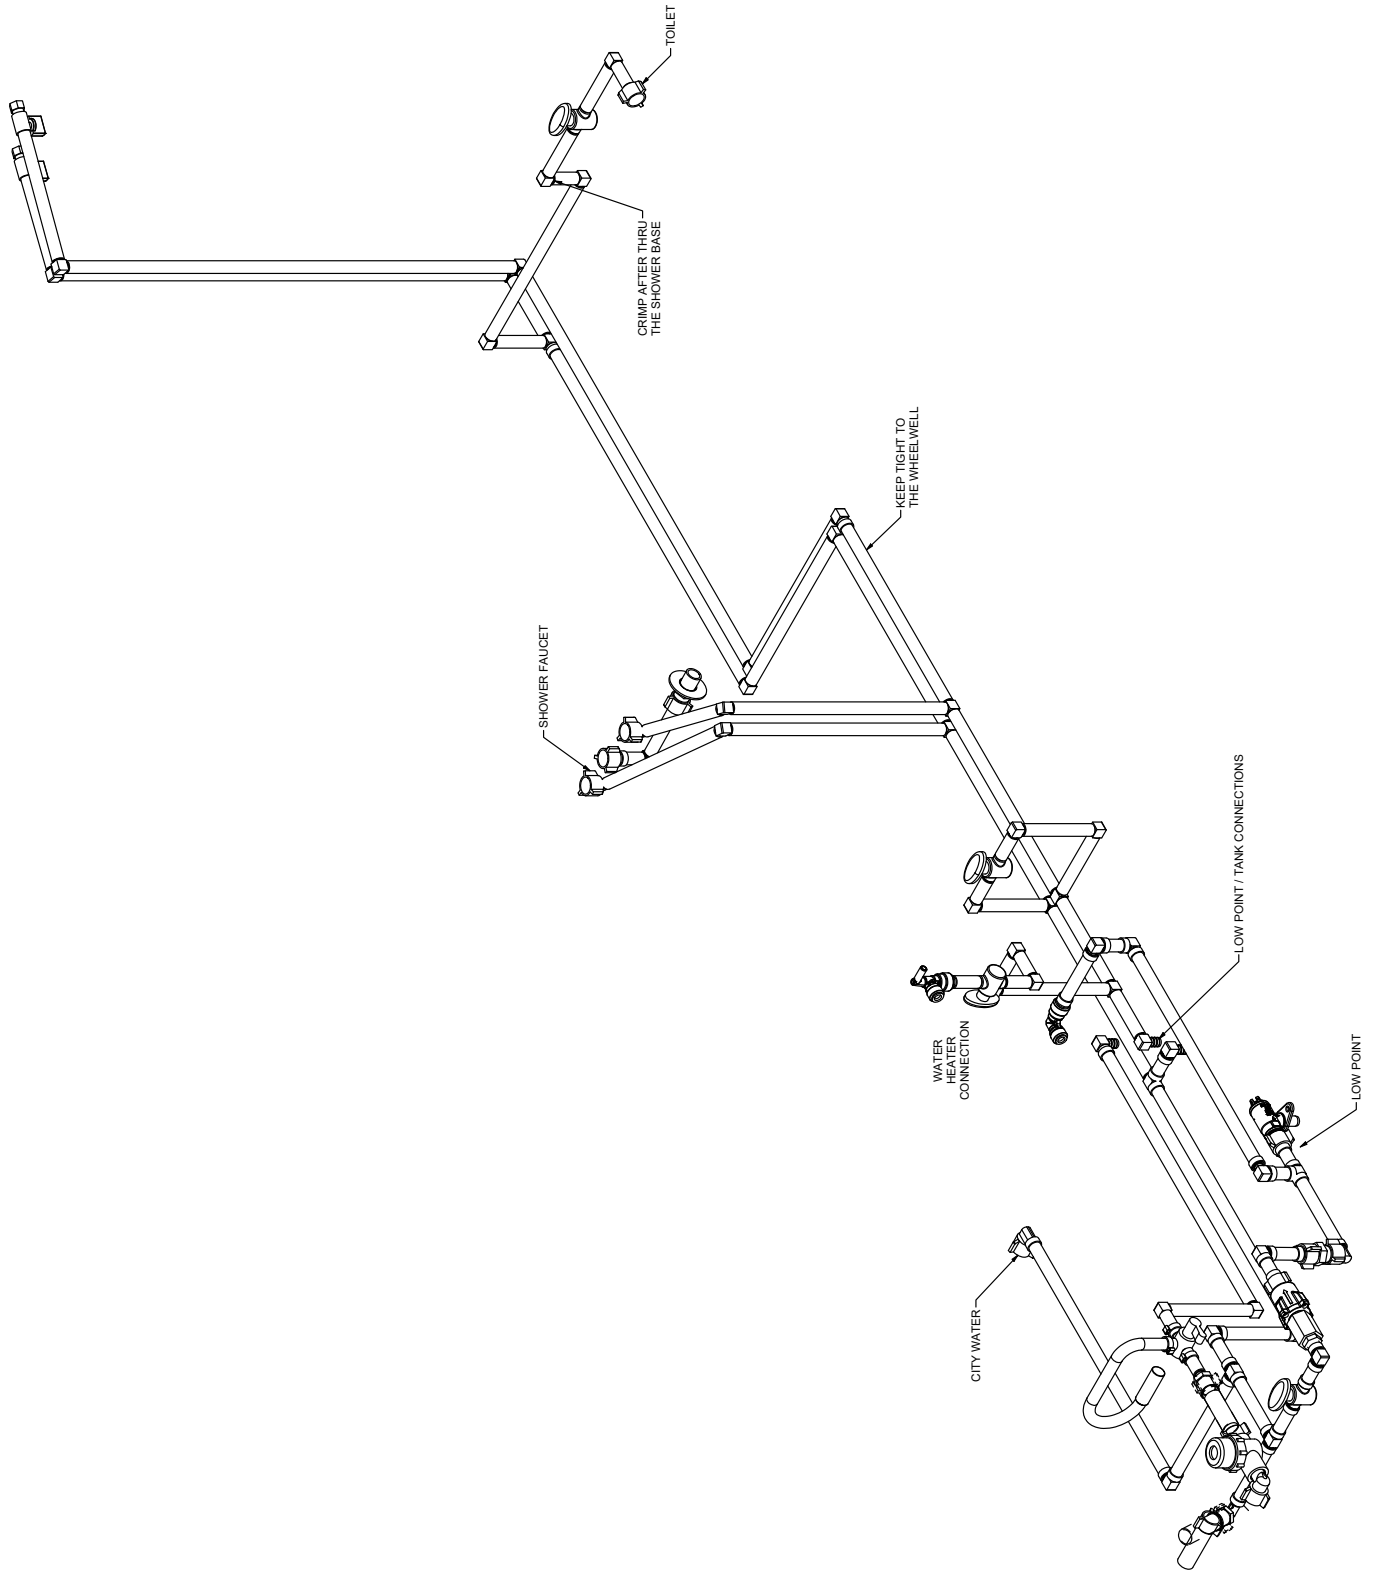 TOILET
CRIMP AFTER THRU
THE SHOWER BASE
KEEP TIGHT TO
THE WHEELWELL
SHOWER FAUCET
LOW POINT / TANK CONNECTIONS
WATER
HEATER
CONNECTION
LOW POINT
CITY WATER